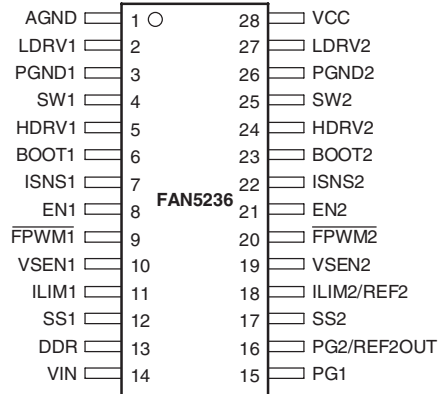 AGND 1 28 VCC
LDRV1 2 27 LDRV2
PGND1 3 26 PGND2
SW1 4 25 SW2
HDRV1 5 24 HDRV2
BOOT1 6 23 BOOT2
ISNS1 7 22 ISNS2
FAN5236
EN1 8 21 EN2
FPWM1 9 20 FPWM2
VSEN1 10 19 VSEN2
ILIM1 11 18 ILIM2/REF2
SS1 12 17 SS2
DDR 13 16 PG2/REF2OUT
VIN 14 15 PG1